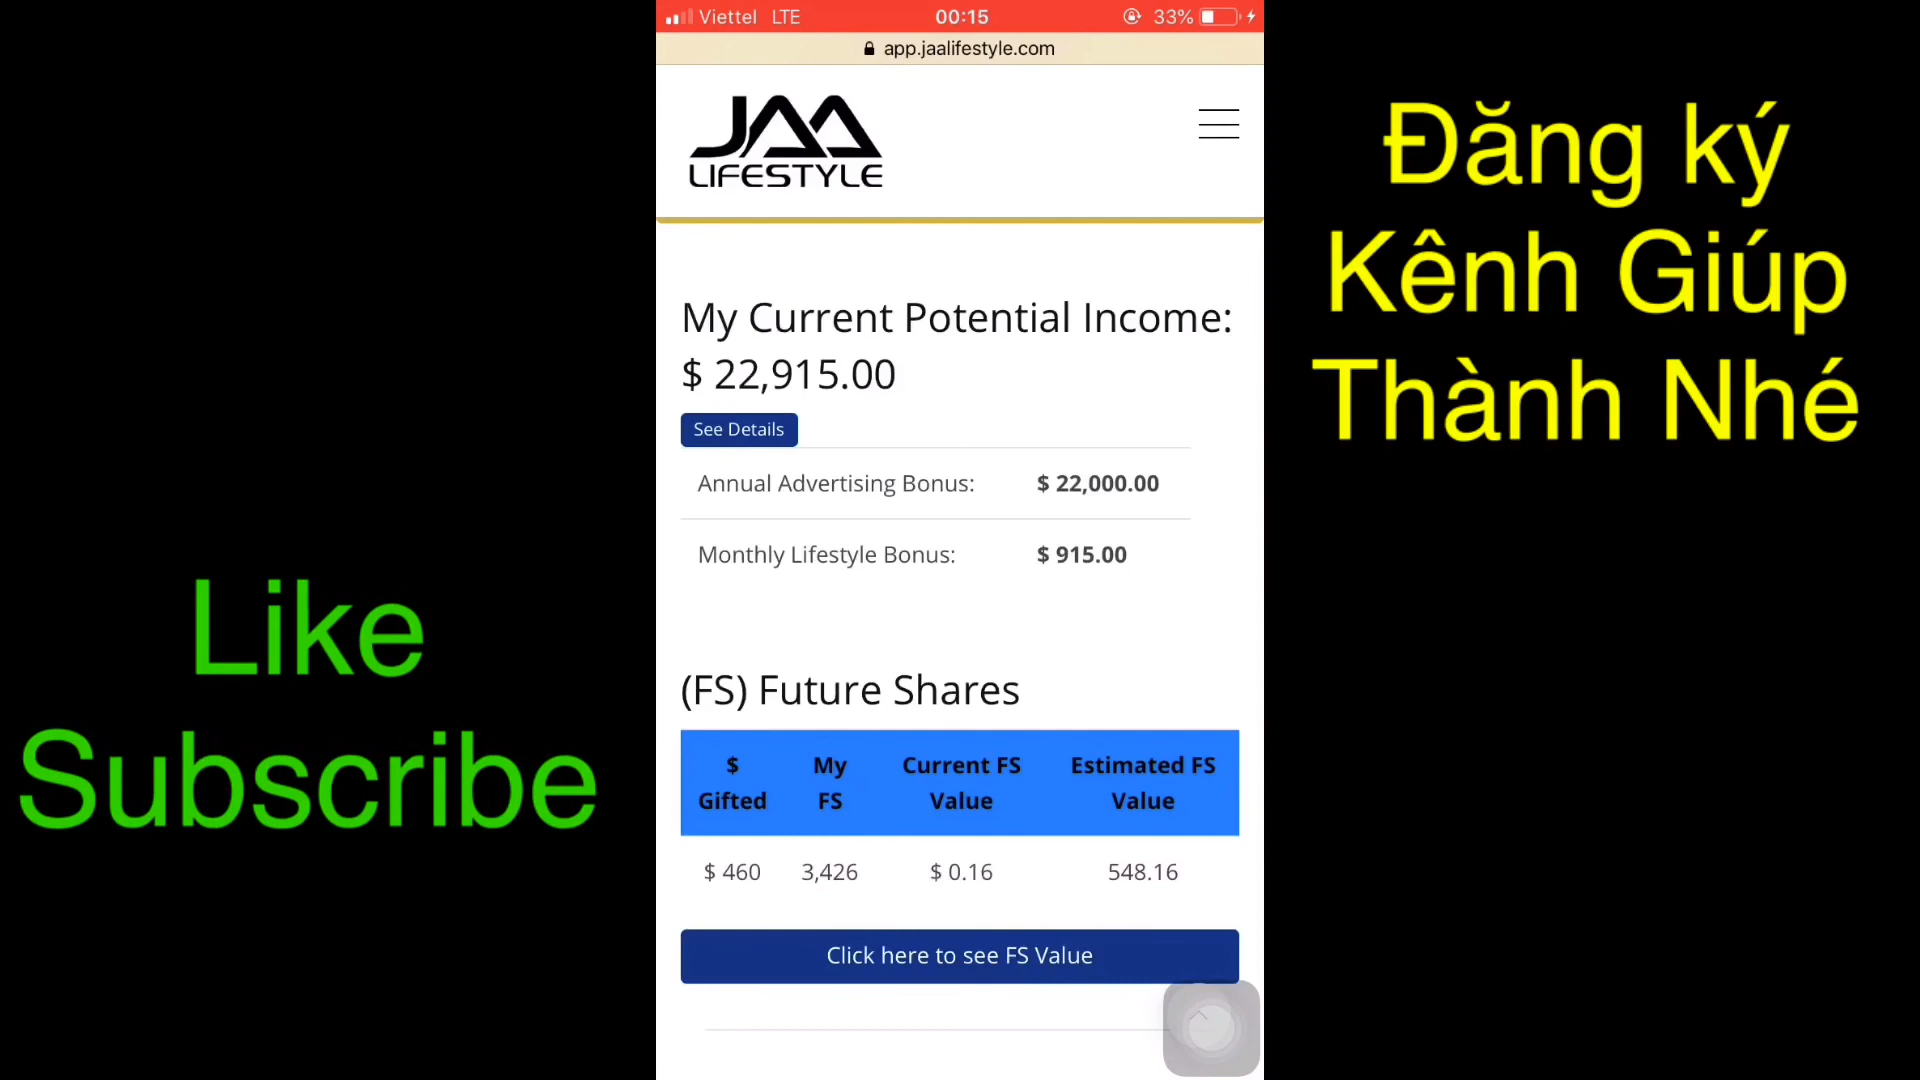 Viettel LTE 00:15 33%
app.jaalifestyle.com
JAA
LIFESTYLE
My Current Potential Income:
$ 22,915.00
See Details
Annual Advertising Bonus: $ 22,000.00
Monthly Lifestyle Bonus: $ 915.00
(FS) Future Shares
$ Gifted My FS Current FS Value Estimated FS Value
$ 460 3,426 $ 0.16 548.16
Click here to see FS Value
Like
Subscribe
Đăng ký
Kênh Giúp
Thành Nhé